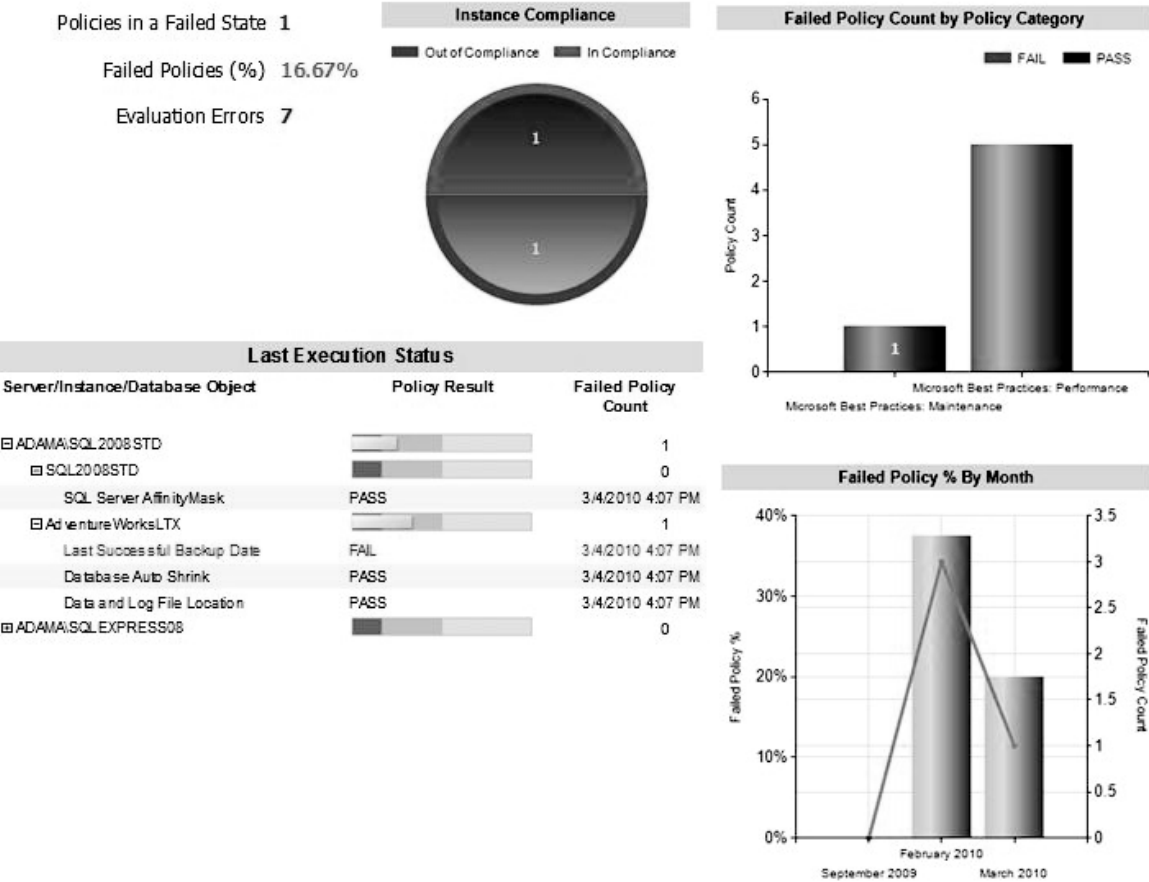 Policies in a Failed State 1
Failed Policies (%) 16.67%
Evaluation Errors 7
Instance Compliance
Out of Compliance In Compliance
1
1
Failed Policy Count by Policy Category
FAIL PASS
6
5
4
3
2
1
0
Policy Count
1
Microsoft Best Practices: Performance
Microsoft Best Practices: Maintenance
Last Execution Status
Server/Instance/Database Object Policy Result Failed Policy
Count
ADAMA\SQL2008STD 1
SQL2008STD 0
SQL Server AffinityMask PASS 3/4/2010 4:07 PM
AdventureWorksLTX 1
Last Successful Backup Date FAIL 3/4/2010 4:07 PM
Database Auto Shrink PASS 3/4/2010 4:07 PM
Data and Log File Location PASS 3/4/2010 4:07 PM
ADAMA\SQLEXPRESS08 0
Failed Policy % By Month
40% 3.5
3
30%
2.5
2
20%
1.5
10% 1
0.5
0% 0
Failed Policy %
Failed Policy Count
February 2010
September 2009 March 2010